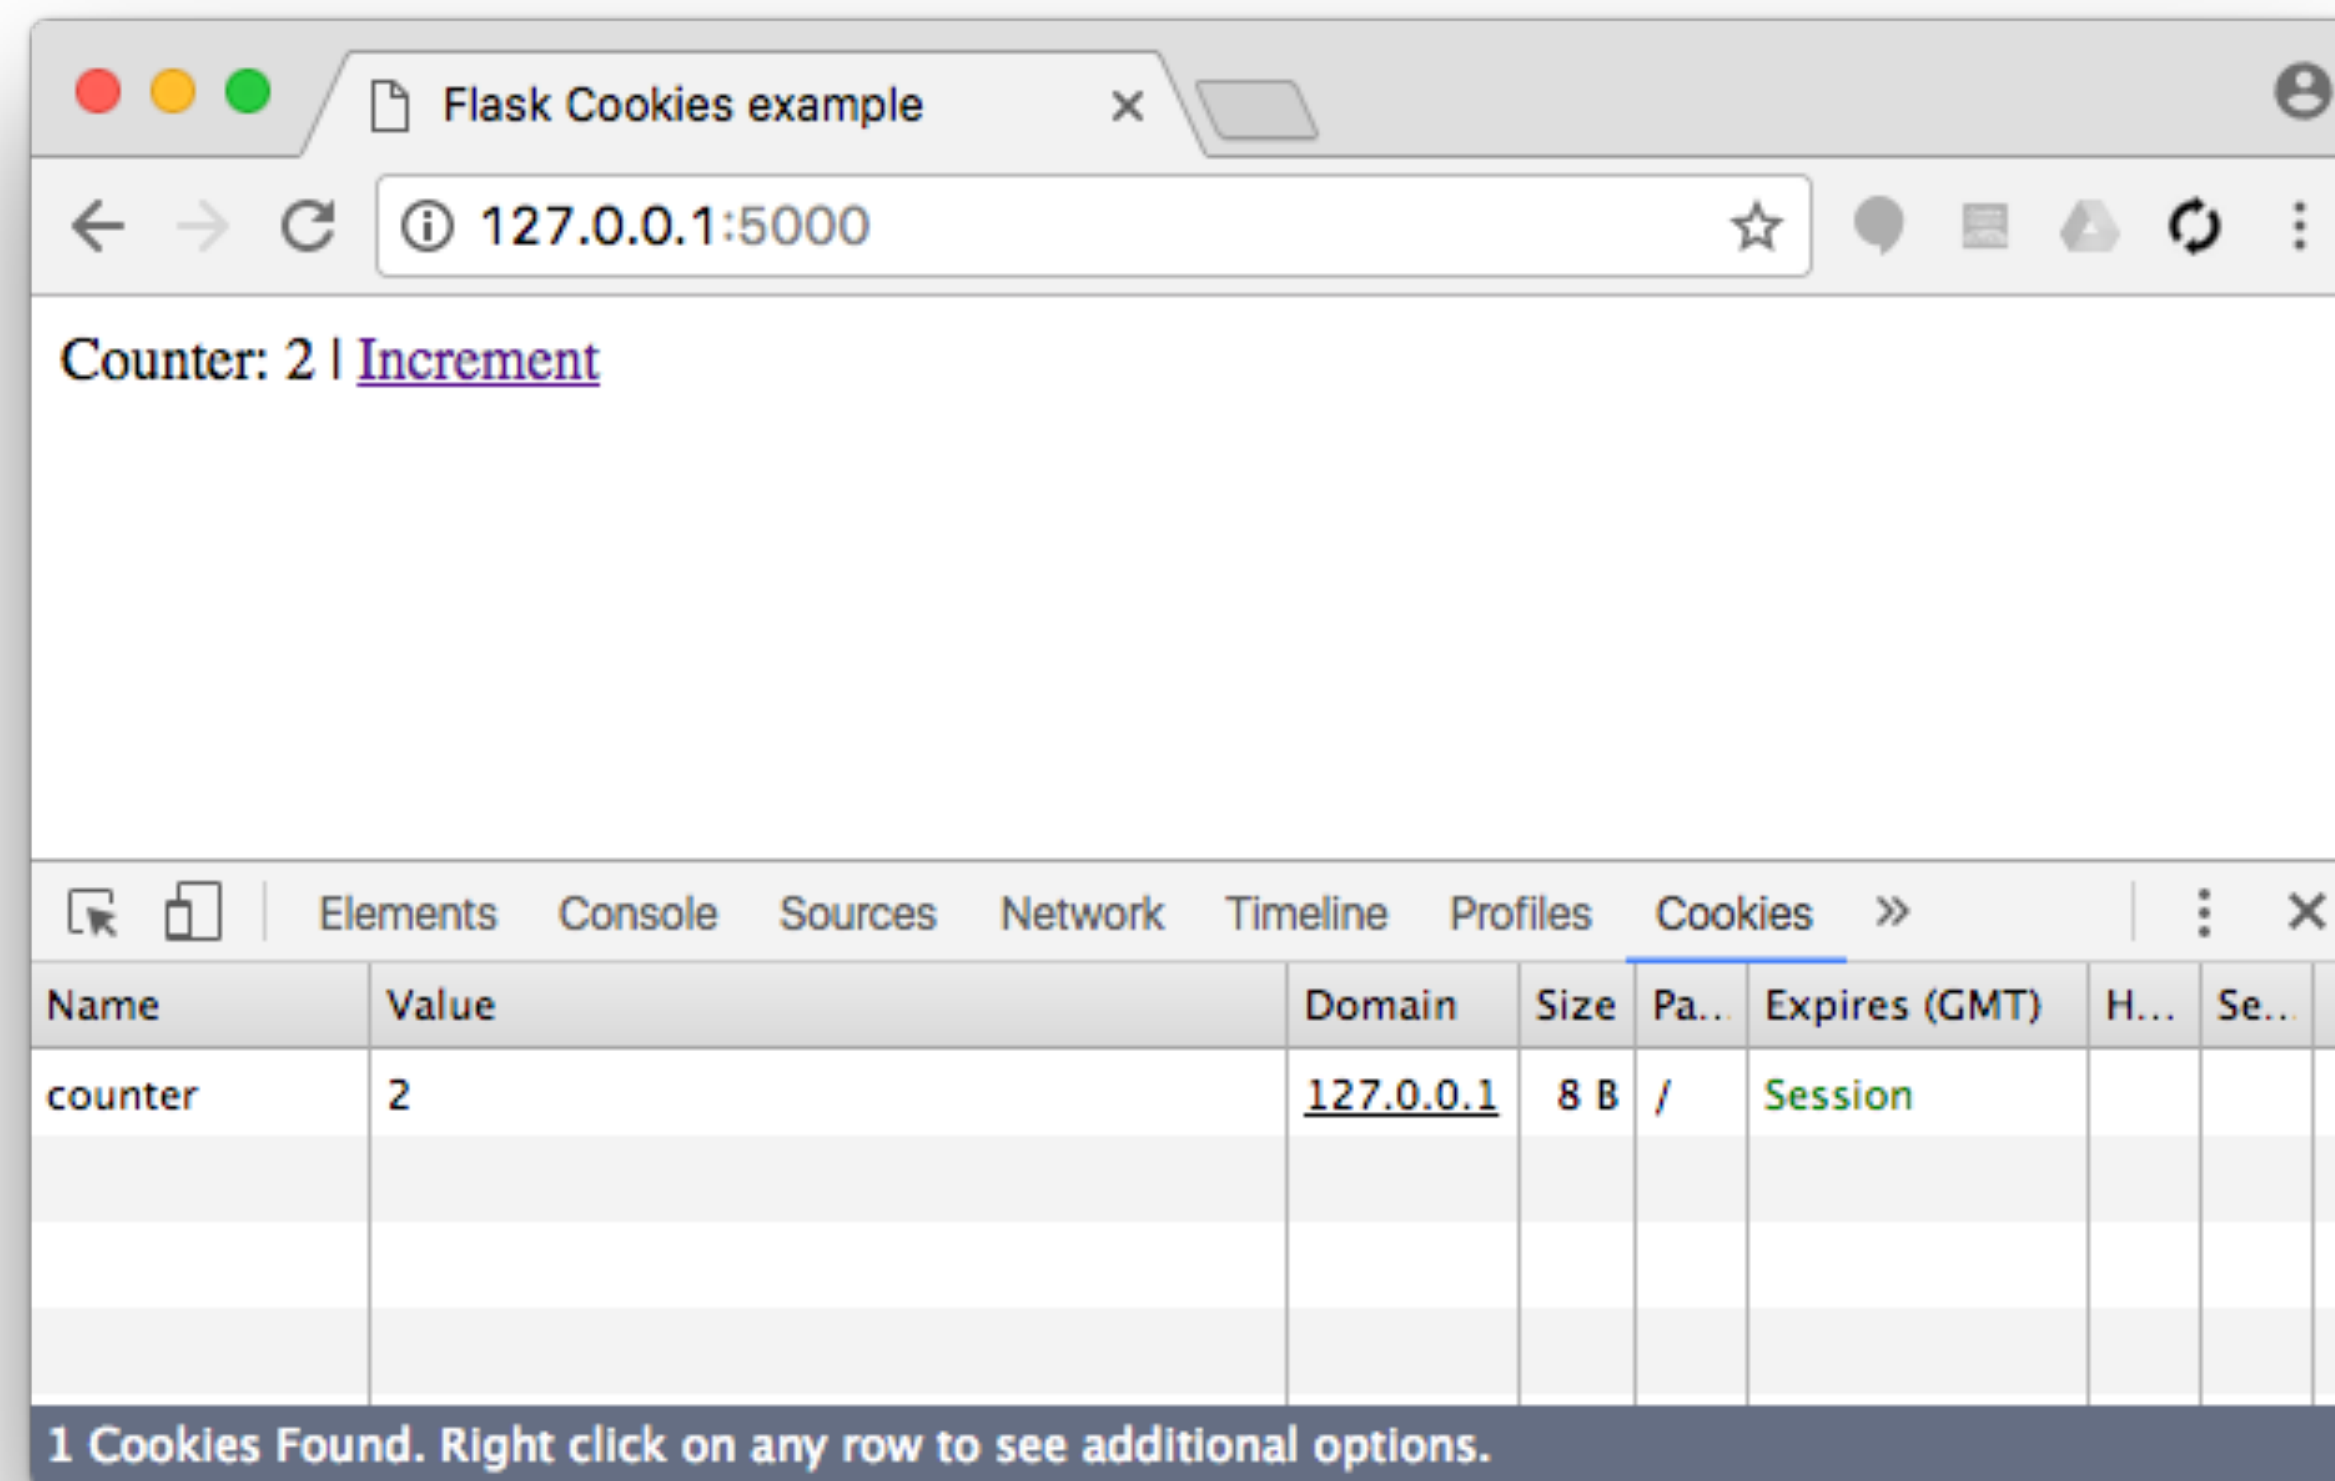 Flask Cookies example
127.0.0.1:5000
Counter: 2 | Increment
Elements Console Sources Network Timeline Profiles Cookies »
Name Value Domain Size Pa... Expires (GMT) H... Se...
counter 2 127.0.0.1 8 B / Session
1 Cookies Found. Right click on any row to see additional options.